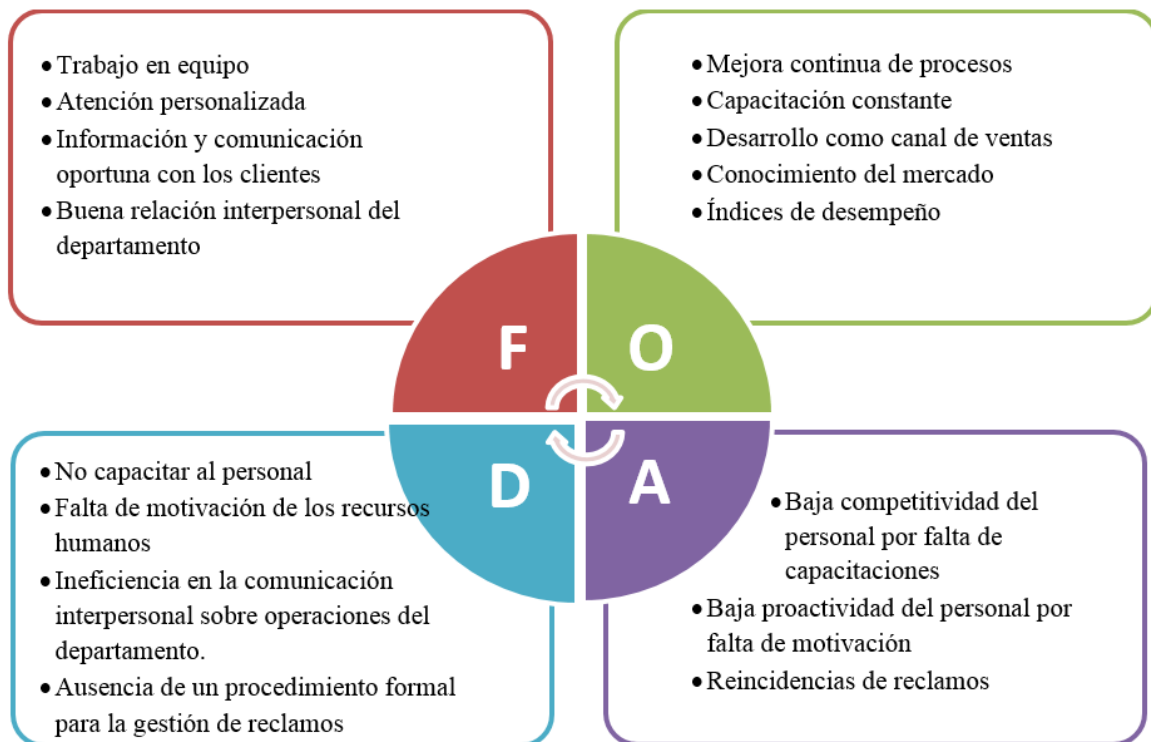 • Trabajo en equipo
• Atención personalizada
• Información y comunicación
oportuna con los clientes
• Buena relación interpersonal del
departamento
• Mejora continua de procesos
• Capacitación constante
• Desarrollo como canal de ventas
• Conocimiento del mercado
• Índices de desempeño
F
O
D
A
• No capacitar al personal
• Falta de motivación de los recursos
humanos
• Ineficiencia en la comunicación
interpersonal sobre operaciones del
departamento.
• Ausencia de un procedimiento formal
para la gestión de reclamos
• Baja competitividad del
personal por falta de
capacitaciones
• Baja proactividad del personal por
falta de motivación
• Reincidencias de reclamos